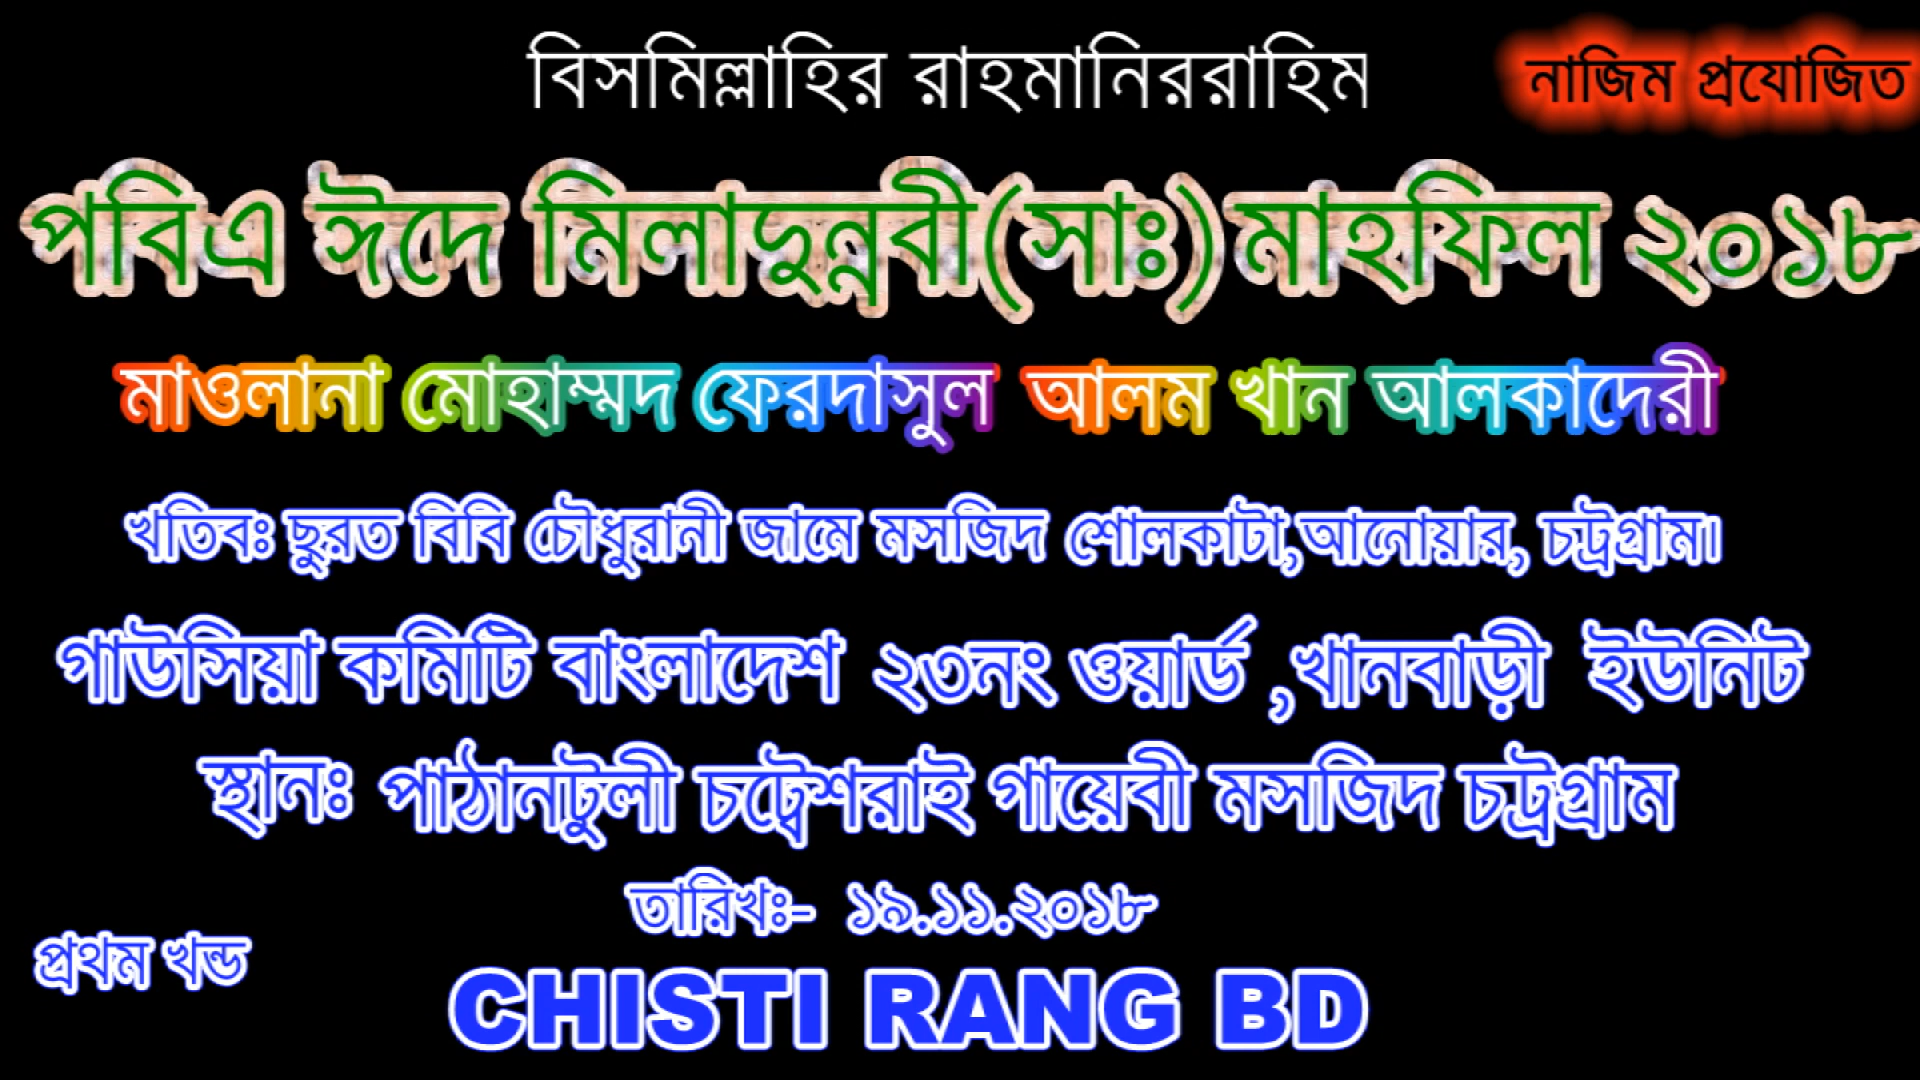 বিসমিল্লাহির রাহমানিররাহিম
নাজিম প্রযোজিত
পবিএ ঈদে মিলাদুন্নবী(সাঃ)মাহফিল ২০১৮
মাওলানা মোহাম্মদ ফেরদাসুল আলম খান আলকাদেরী
খতিবঃ ছুরত বিবি চৌধুরানী জামে মসজিদ শোলকাটা,আনোয়ার, চট্রগ্রাম।
গাউসিয়া কমিটি বাংলাদেশ ২৩নং ওয়ার্ড ,খানবাড়ী ইউনিট
স্থানঃ পাঠানটুলী চট্বেশরাই গায়েবী মসজিদ চট্রগ্রাম
তারিখঃ- ১৯.১১.২০১৮
প্রথম খন্ড
CHISTI RANG BD